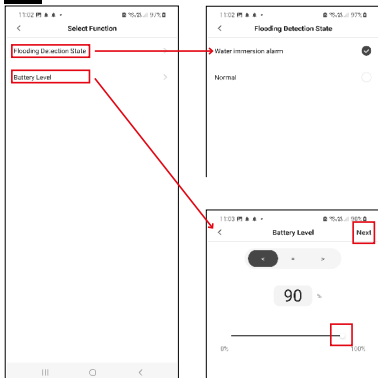 11:02
97%
Select Function
Flooding Detection State
Battery Level
11:02
97%
Flooding Detection State
Water immersion alarm
Normal
11:03
98%
Battery Level
Next
< = >
90 %
0% 100%